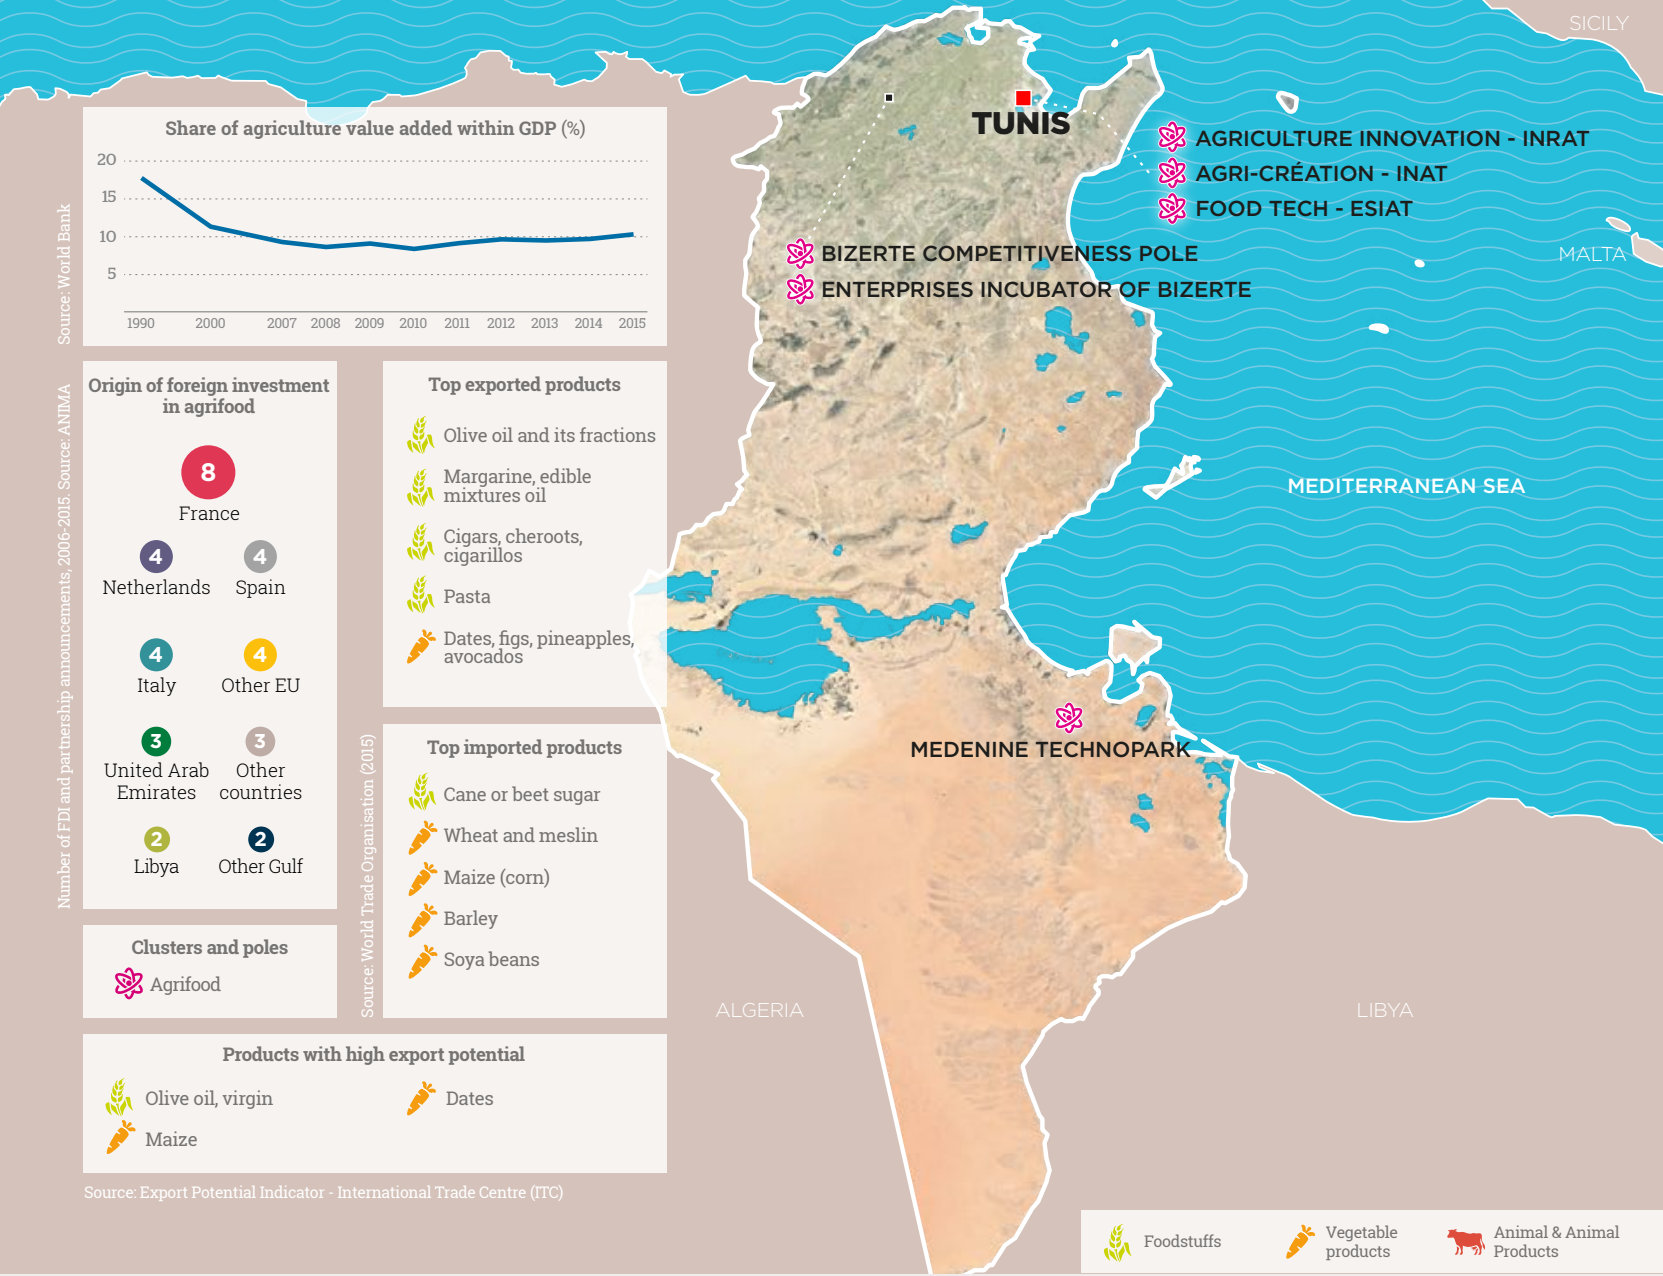 SICILY
Share of agriculture value added within GDP (%)
20
15
10
5
1990 2000 2007 2008 2009 2010 2011 2012 2013 2014 2015
Source: World Bank
TUNIS
AGRICULTURE INNOVATION - INRAT
AGRI-CRÉATION - INAT
FOOD TECH - ESIAT
BIZERTE COMPETITIVENESS POLE
ENTERPRISES INCUBATOR OF BIZERTE
MALTA
MEDITERRANEAN SEA
MEDENINE TECHNOPARK
ALGERIA
LIBYA
Number of FDI and partnership announcements, 2006-2015. Source: ANIMA
Origin of foreign investment
in agrifood
8
France
4
Netherlands
4
Spain
4
Italy
4
Other EU
3
United Arab
Emirates
3
Other
countries
2
Libya
2
Other Gulf
Clusters and poles
Agrifood
Top exported products
Olive oil and its fractions
Margarine, edible
mixtures oil
Cigars, cheroots,
cigarillos
Pasta
Dates, figs, pineapples,
avocados
Source: World Trade Organisation (2015)
Top imported products
Cane or beet sugar
Wheat and meslin
Maize (corn)
Barley
Soya beans
Products with high export potential
Olive oil, virgin
Dates
Maize
Source: Export Potential Indicator - International Trade Centre (ITC)
Foodstuffs
Vegetable
products
Animal & Animal
Products